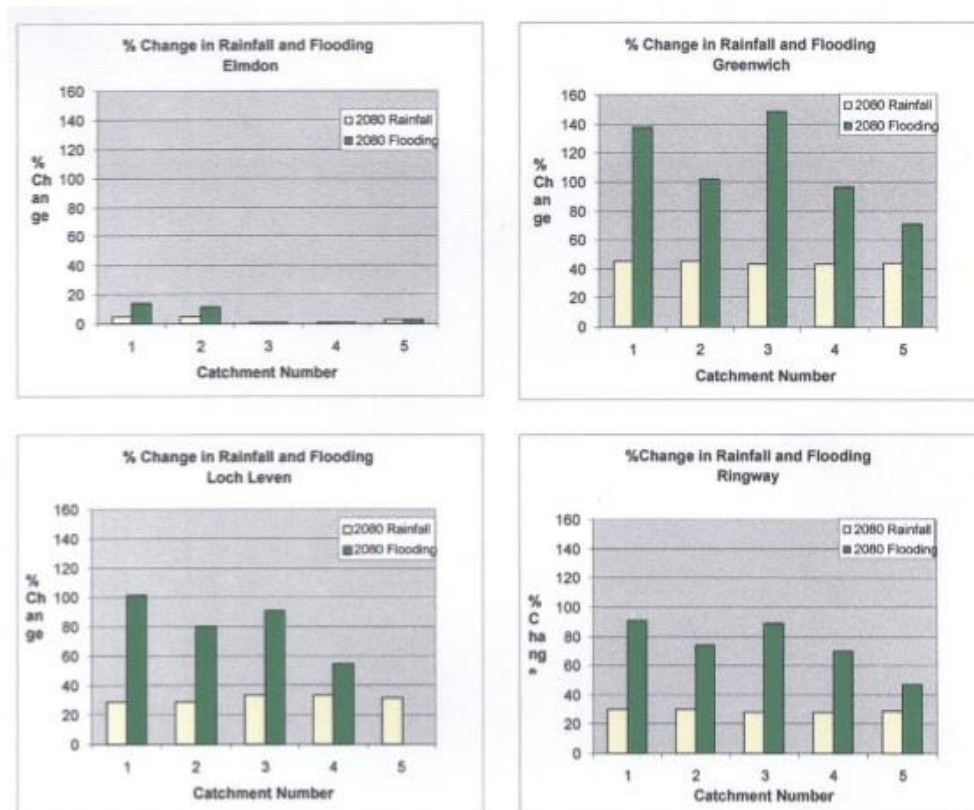 % Change in Rainfall and Flooding
Elmdon
160
140
120
100
80
60
40
20
0
%
Ch
an
ge
2080 Rainfall
2080 Flooding
1 2 3 4 5
Catchment Number
% Change in Rainfall and Flooding
Greenwich
160
140
120
100
80
60
40
20
0
%
Ch
an
ge
2080 Rainfall
2080 Flooding
1 2 3 4 5
Catchment Number
% Change in Rainfall and Flooding
Loch Leven
160
140
120
100
80
60
40
20
0
%
Ch
an
ge
2080 Rainfall
2080 Flooding
1 2 3 4 5
Catchment Number
%Change in Rainfall and Flooding
Ringway
160
140
120
100
80
60
40
20
0
%
C
hang
2080 Rainfall
2080 Flooding
1 2 3 4 5
Catchment Number